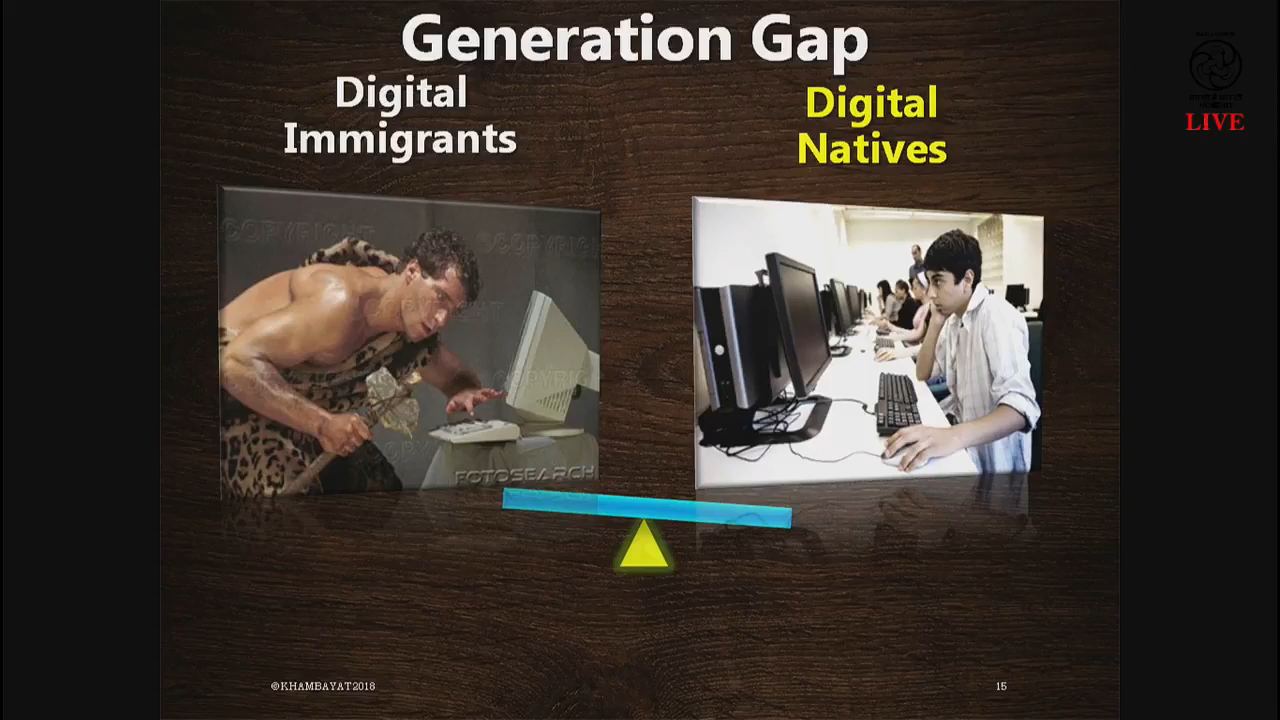 Generation Gap
Digital
Immigrants
Digital
Natives
LIVE
COPYRIGHT
FOTOSEARCH
©KHAMBAYAT2018
15